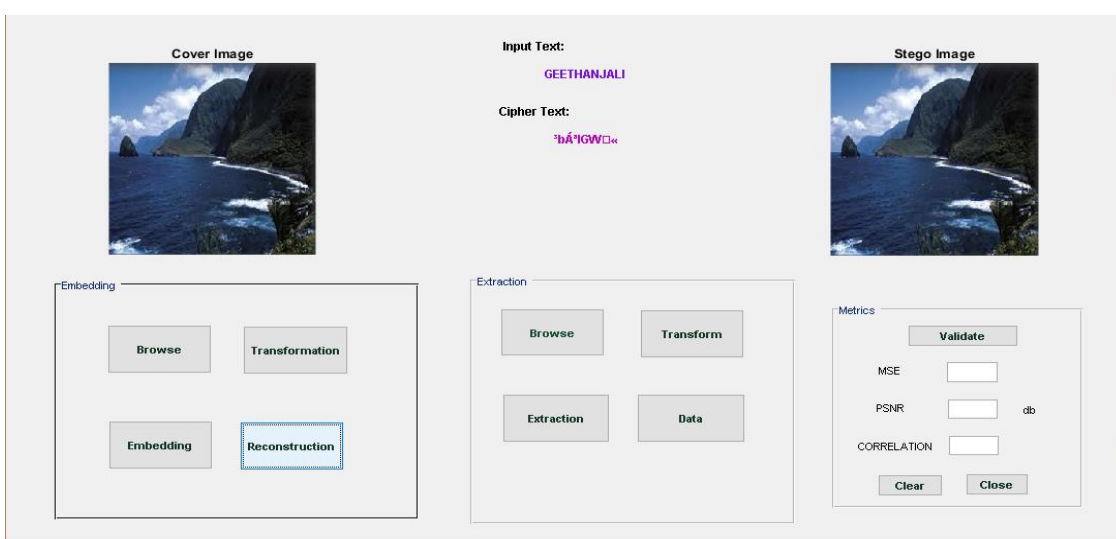 Cover Image
Input Text:
GEETHANJALI
Cipher Text:
Stego Image
Embedding
Browse
Transformation
Embedding
Reconstruction
Extraction
Browse
Transform
Extraction
Data
Metrics
Validate
MSE
PSNR
db
CORRELATION
Clear
Close